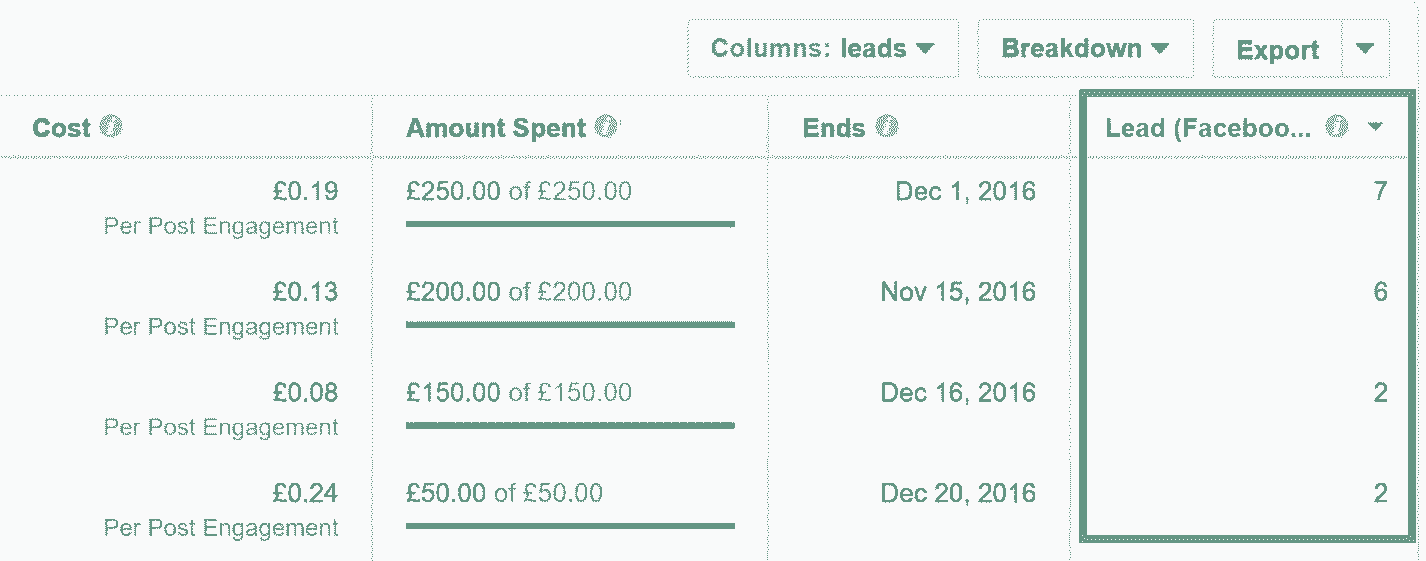 Columns: leads Breakdown Export
Cost Amount Spent Ends Lead (Faceboo...
£0.19 £250.00 of £250.00 Dec 1, 2016 7
Per Post Engagement
£0.13 £200.00 of £200.00 Nov 15, 2016 6
Per Post Engagement
£0.08 £150.00 of £150.00 Dec 16, 2016 2
Per Post Engagement
£0.24 £50.00 of £50.00 Dec 20, 2016 2
Per Post Engagement